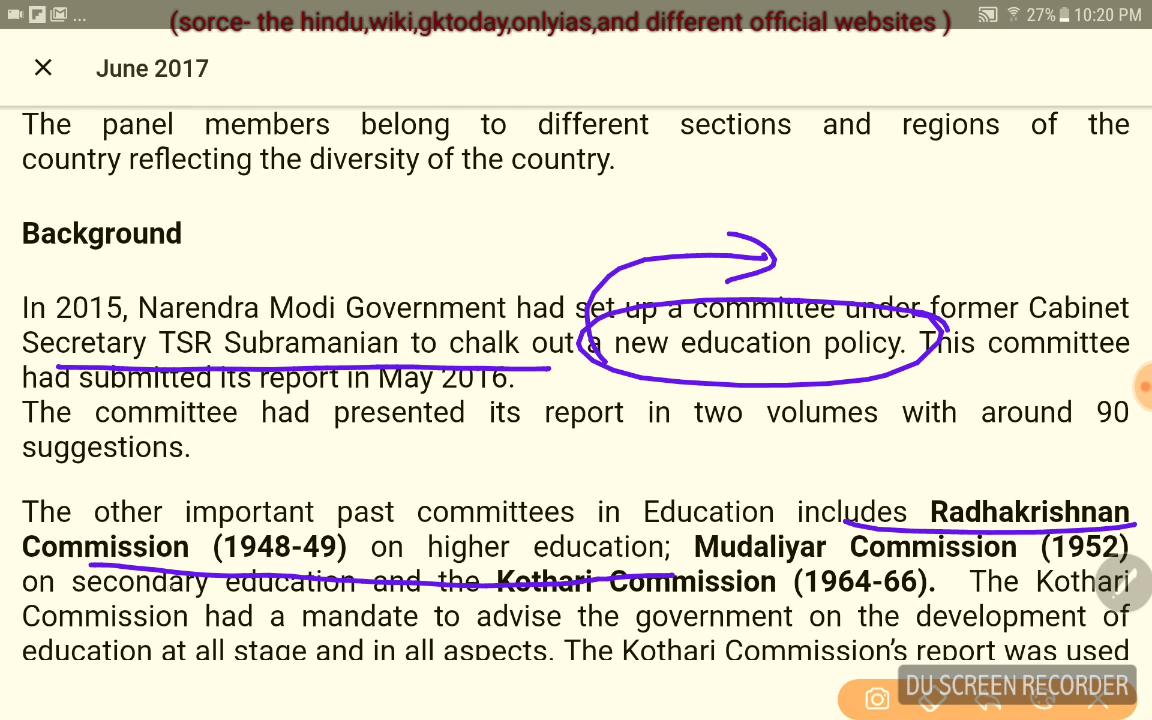 (sorce- the hindu,wiki,gktoday,onlyias,and different official websites )
... 27% 10:20 PM
× June 2017
The panel members belong to different sections and regions of the
country reflecting the diversity of the country.
Background
In 2015, Narendra Modi Government had set up a committee under former Cabinet
Secretary TSR Subramanian to chalk out a new education policy. This committee
had submitted its report in May 2016.
The committee had presented its report in two volumes with around 90
suggestions.
The other important past committees in Education includes Radhakrishnan
Commission (1948-49) on higher education; Mudaliyar Commission (1952)
on secondary education and the Kothari Commission (1964-66). The Kothari
Commission had a mandate to advise the government on the development of
education at all stage and in all aspects. The Kothari Commission's report was used
DU SCREEN RECORDER